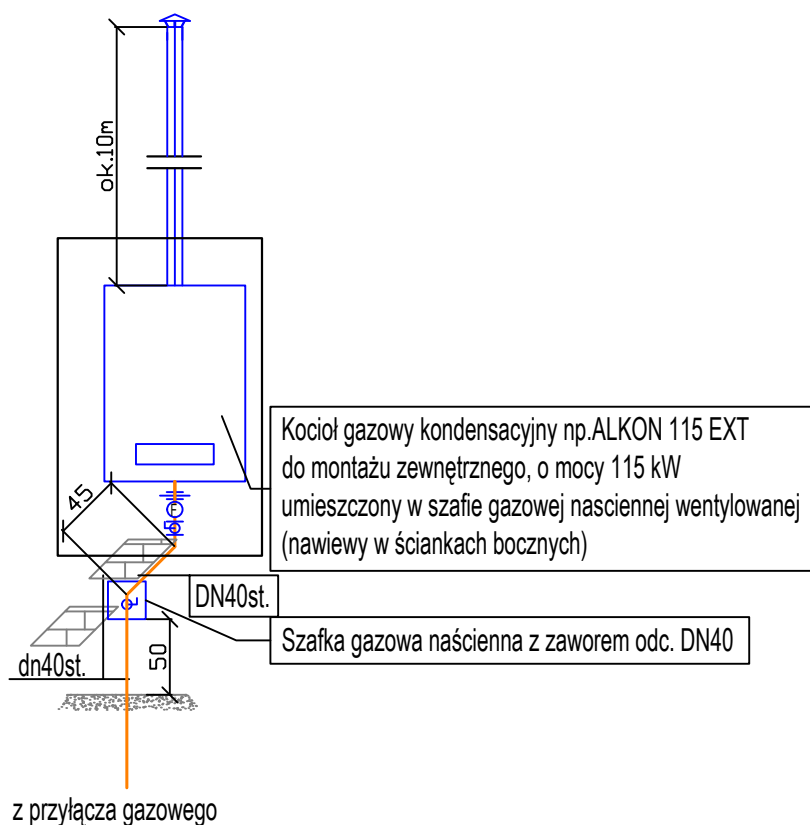 ok.10m
Kocioł gazowy kondensacyjny np.ALKON 115 EXT
do montażu zewnętrznego, o mocy 115 kW
umieszczony w szafie gazowej nasciennej wentylowanej
(nawiewy w ściankach bocznych)
45
F
DN40st.
Szafka gazowa naścienna z zaworem odc. DN40
dn40st.
50
z przyłącza gazowego